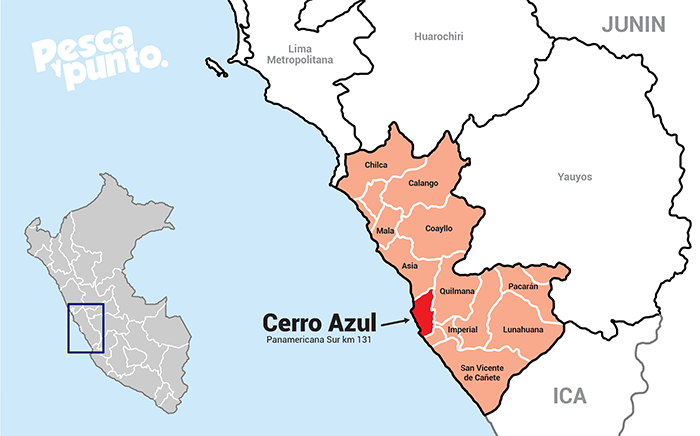 Pesca
y punto.
JUNIN
Huarochiri
Lima
Metropolitana
Yauyos
Chilca
Calango
Mala
Coayllo
Asia
Quilmana
Pacarán
Cerro Azul
Panamericana Sur km 131
Imperial
Lunahuana
San Vicente
de Cañete
ICA